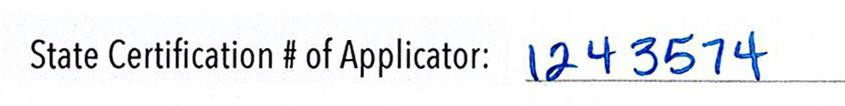 State Certification # of Applicator: 1243574